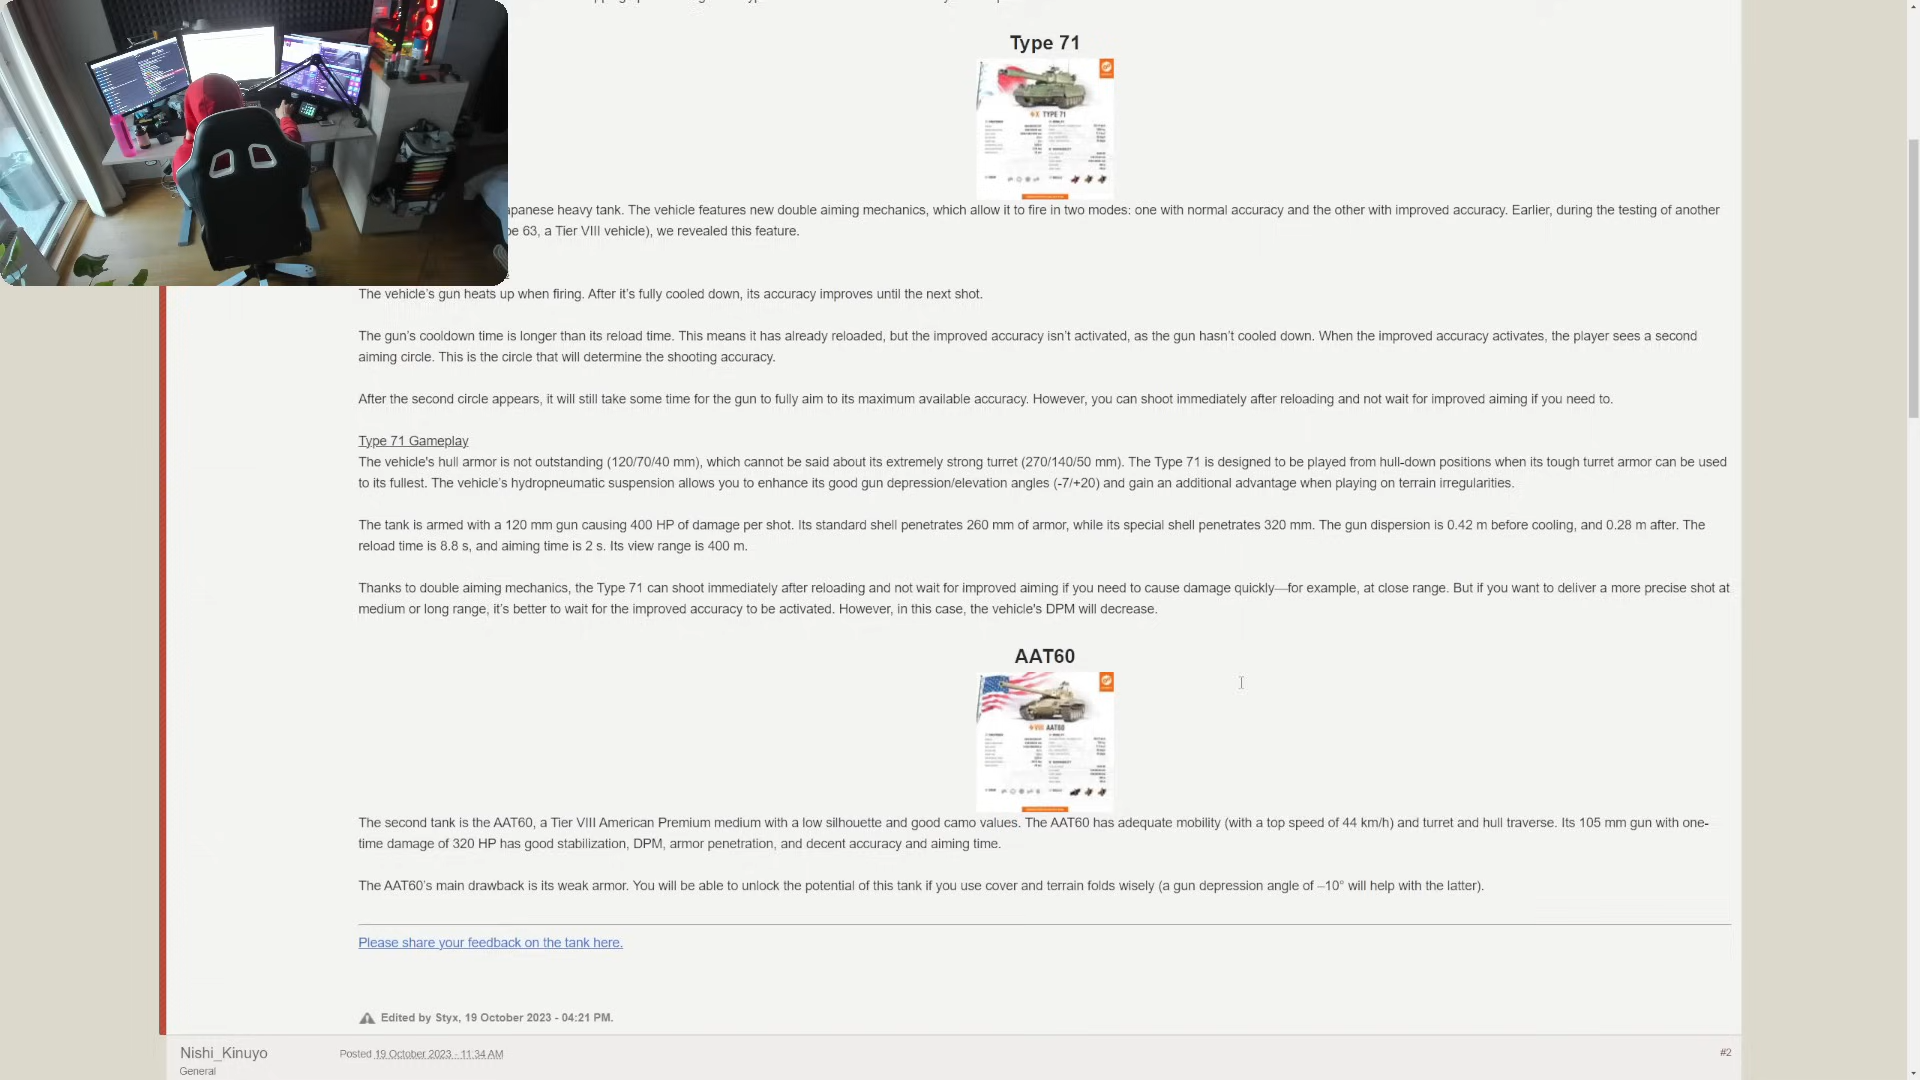 Type 71
X TYPE 71
apanese heavy tank. The vehicle features new double aiming mechanics, which allow it to fire in two modes: one with normal accuracy and the other with improved accuracy. Earlier, during the testing of another
pe 63, a Tier VIII vehicle), we revealed this feature.
The vehicle’s gun heats up when firing. After it’s fully cooled down, its accuracy improves until the next shot.
The gun’s cooldown time is longer than its reload time. This means it has already reloaded, but the improved accuracy isn’t activated, as the gun hasn’t cooled down. When the improved accuracy activates, the player sees a second
aiming circle. This is the circle that will determine the shooting accuracy.
After the second circle appears, it will still take some time for the gun to fully aim to its maximum available accuracy. However, you can shoot immediately after reloading and not wait for improved aiming if you need to.
Type 71 Gameplay
The vehicle's hull armor is not outstanding (120/70/40 mm), which cannot be said about its extremely strong turret (270/140/50 mm). The Type 71 is designed to be played from hull-down positions when its tough turret armor can be used
to its fullest. The vehicle’s hydropneumatic suspension allows you to enhance its good gun depression/elevation angles (-7/+20) and gain an additional advantage when playing on terrain irregularities.
The tank is armed with a 120 mm gun causing 400 HP of damage per shot. Its standard shell penetrates 260 mm of armor, while its special shell penetrates 320 mm. The gun dispersion is 0.42 m before cooling, and 0.28 m after. The
reload time is 8.8 s, and aiming time is 2 s. Its view range is 400 m.
Thanks to double aiming mechanics, the Type 71 can shoot immediately after reloading and not wait for improved aiming if you need to cause damage quickly—for example, at close range. But if you want to deliver a more precise shot at
medium or long range, it’s better to wait for the improved accuracy to be activated. However, in this case, the vehicle's DPM will decrease.
AAT60
VIII AAT60
The second tank is the AAT60, a Tier VIII American Premium medium with a low silhouette and good camo values. The AAT60 has adequate mobility (with a top speed of 44 km/h) and turret and hull traverse. Its 105 mm gun with one-
time damage of 320 HP has good stabilization, DPM, armor penetration, and decent accuracy and aiming time.
The AAT60’s main drawback is its weak armor. You will be able to unlock the potential of this tank if you use cover and terrain folds wisely (a gun depression angle of –10° will help with the latter).
Please share your feedback on the tank here.
Edited by Styx, 19 October 2023 - 04:21 PM.
Nishi_Kinuyo
Posted 19 October 2023 - 11:34 AM
#2
General